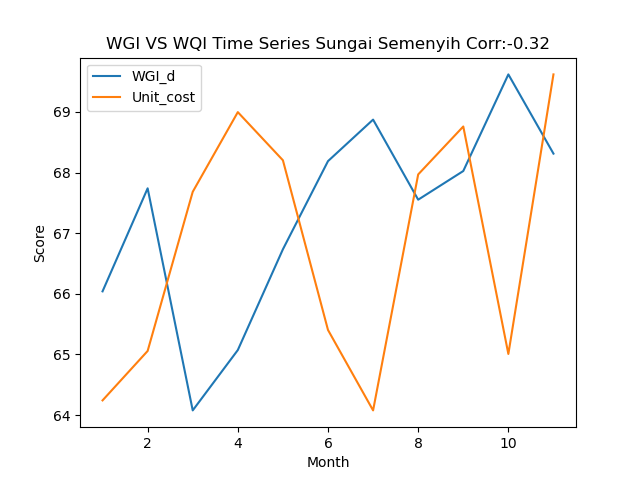 WGI VS WQI Time Series Sungai Semenyih Corr:-0.32
WGI_d
Unit_cost
69
68
67
66
65
64
Score
2 4 6 8 10
Month